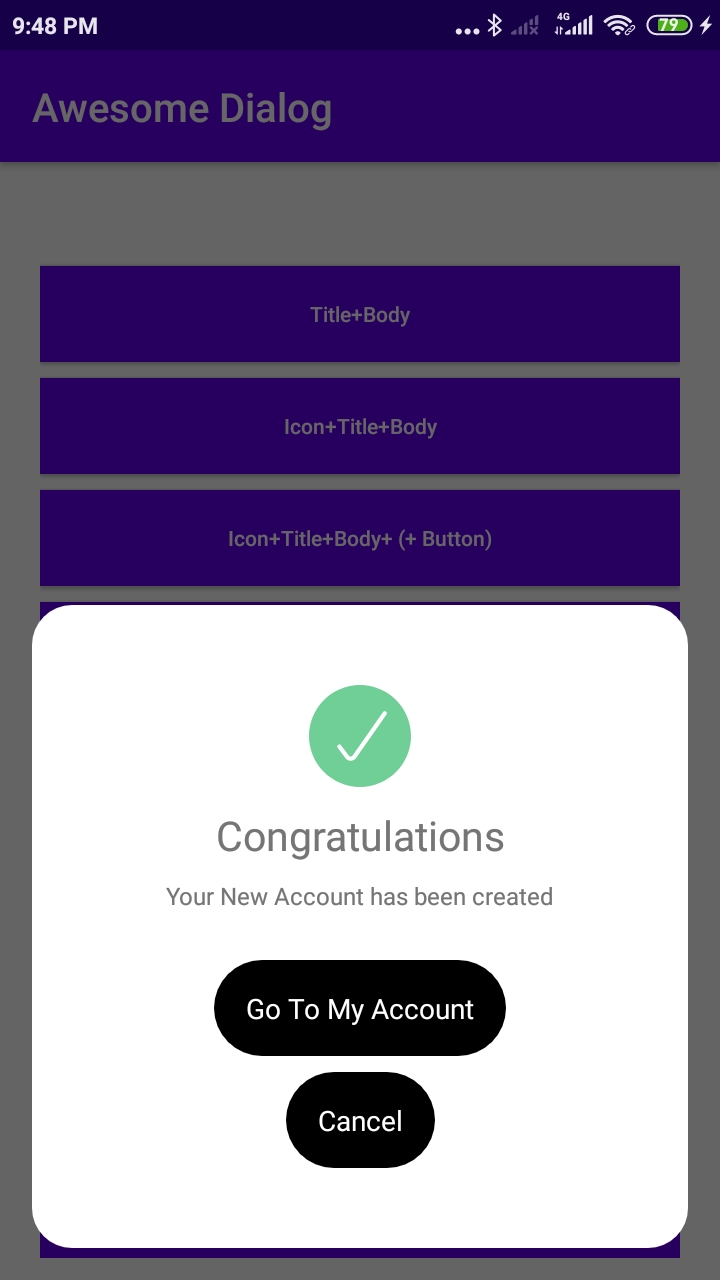 9:48 PM
4G
79
Awesome Dialog
Title+Body
Icon+Title+Body
Icon+Title+Body+ (+ Button)
Congratulations
Your New Account has been created
Go To My Account
Cancel